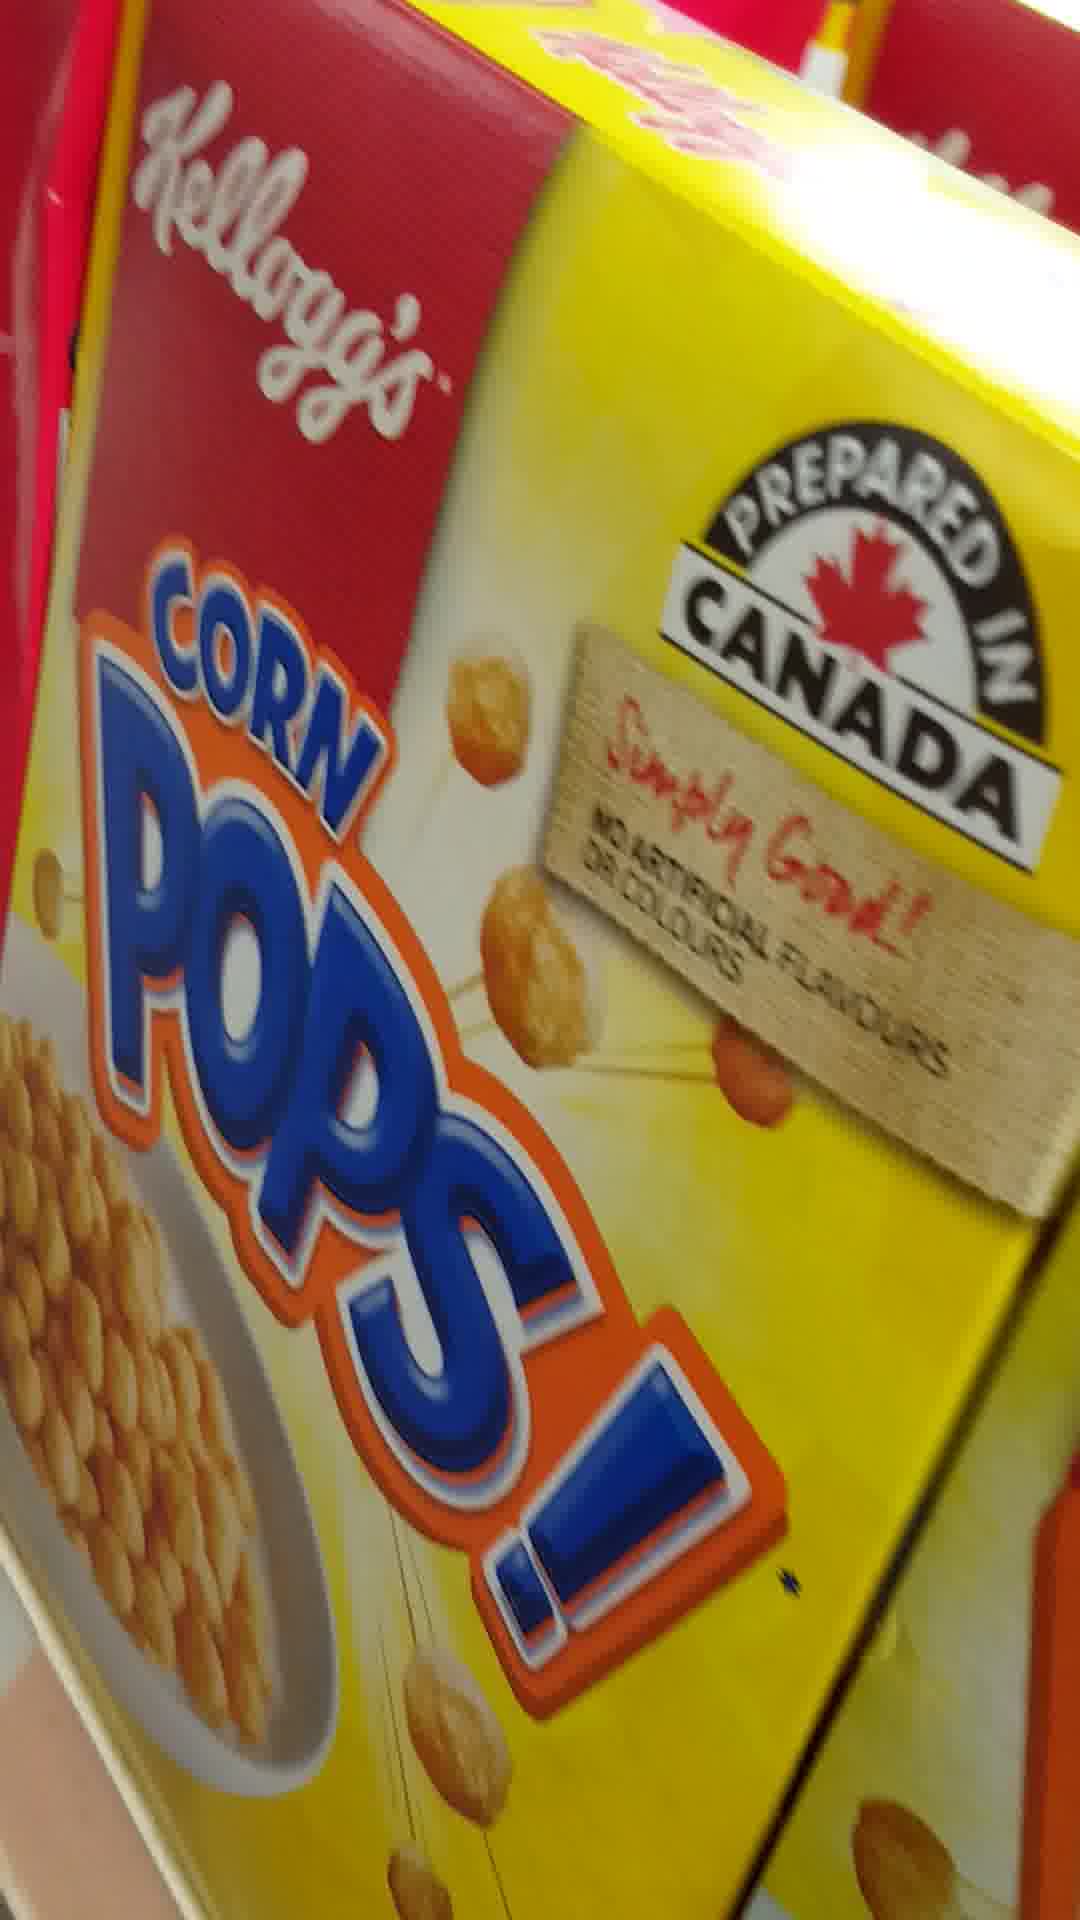 Kellogg's
CORN
POPS!
PREPARED IN
CANADA
Simply Good!
NO ARTIFICIAL FLAVOURS
OR COLOURS